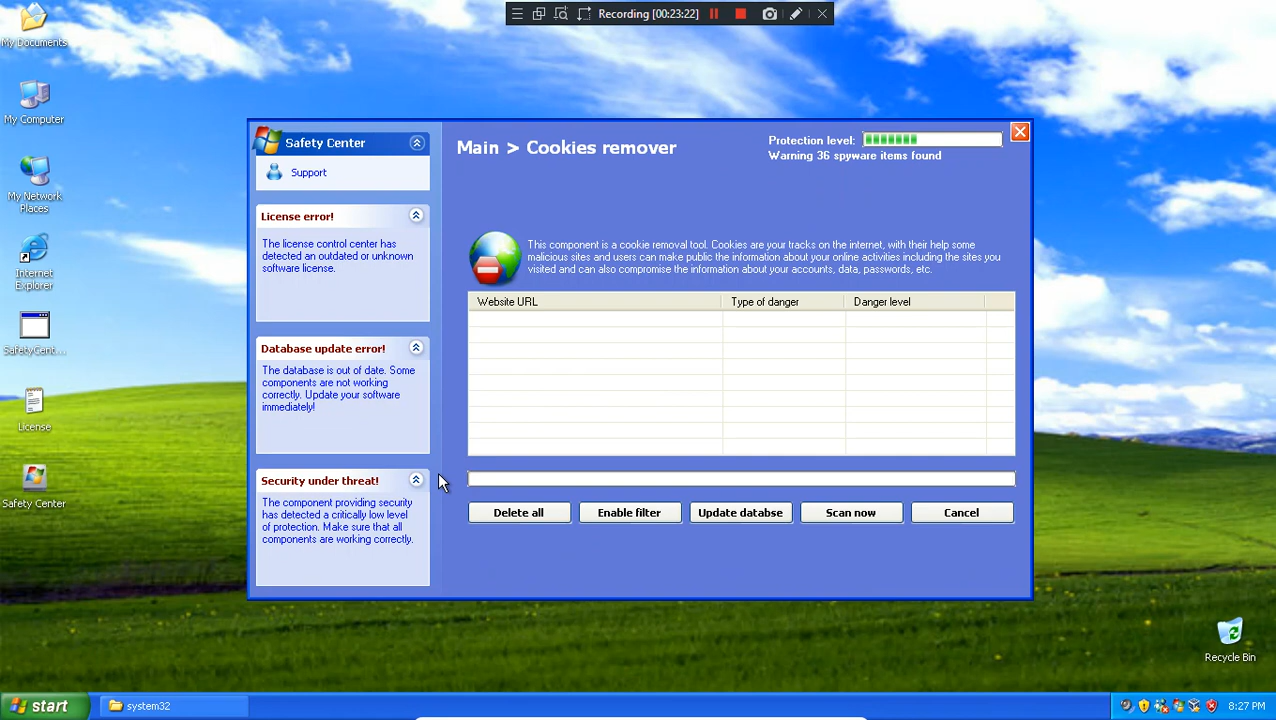 Recording [00:23:22]
My Documents
My Computer
My Network
Places
Internet
Explorer
SafetyCent...
License
Safety Center
Safety Center
Support
License error!
The license control center has
detected an outdated or unknown
software license.
Database update error!
The database is out of date. Some
components are not working
correctly. Update your software
immediately!
Security under threat!
The component providing security
has detected a critically low level
of protection. Make sure that all
components are working correctly.
Main > Cookies remover
Protection level:
Warning 36 spyware items found
This component is a cookie removal tool. Cookies are your tracks on the internet, with their help some
malicious sites and users can make public the information about your online activities including the sites you
visited and can also compromise the information about your accounts, data, passwords, etc.
Website URL Type of danger Danger level
Delete all Enable filter Update databse Scan now Cancel
Recycle Bin
start system32 8:27 PM